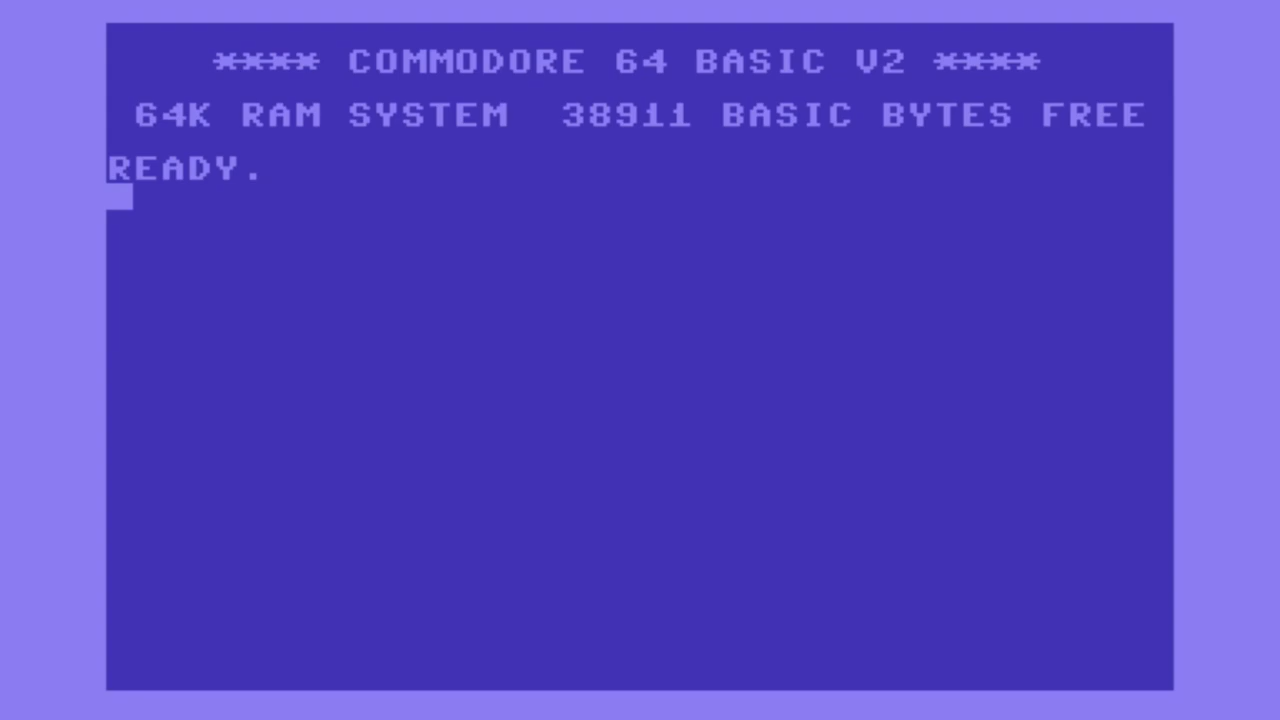 **** COMMODORE 64 BASIC V2 ****
64K RAM SYSTEM  38911 BASIC BYTES FREE
READY.